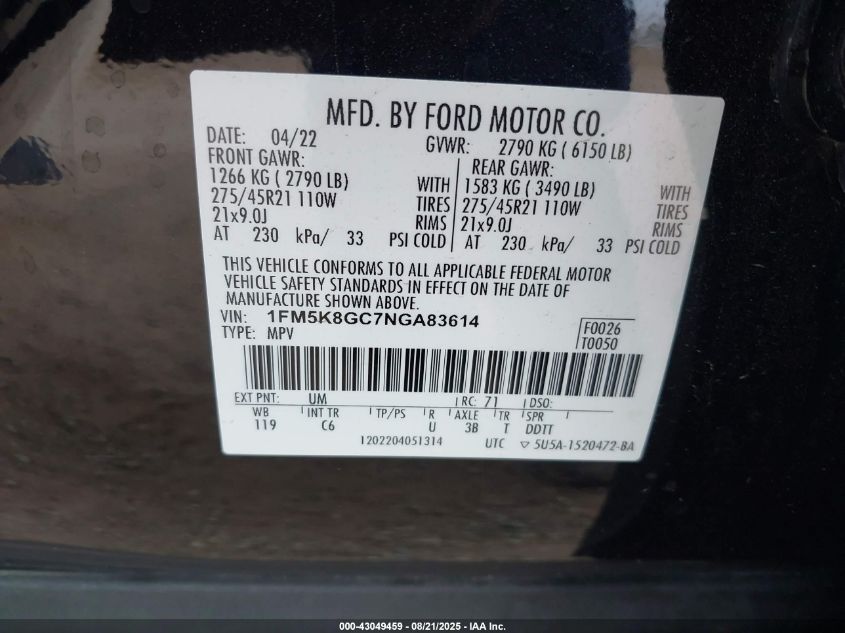 MFD. BY FORD MOTOR CO.
DATE: 04/22 GVWR: 2790 KG ( 6150 LB)
FRONT GAWR: REAR GAWR:
1266 KG ( 2790 LB) WITH 1583 KG ( 3490 LB) WITH
275/45R21 110W TIRES 275/45R21 110W TIRES
21x9.0J RIMS 21x9.0J RIMS
AT 230 kPa/ 33 PSI COLD AT 230 kPa/ 33 PSI COLD
THIS VEHICLE CONFORMS TO ALL APPLICABLE FEDERAL MOTOR
VEHICLE SAFETY STANDARDS IN EFFECT ON THE DATE OF
MANUFACTURE SHOWN ABOVE.
VIN: 1FM5K8GC7NGA83614 F0026
TYPE: MPV T0050
EXT PNT: UM RC: 71 DSO:
WB INT TR TP/PS R AXLE TR SPR
119 C6 U 3B T DDTT
1202204051314 UTC ▽ 5U5A-1520472-BA
000-43049459 - 08/21/2025 - IAA Inc.